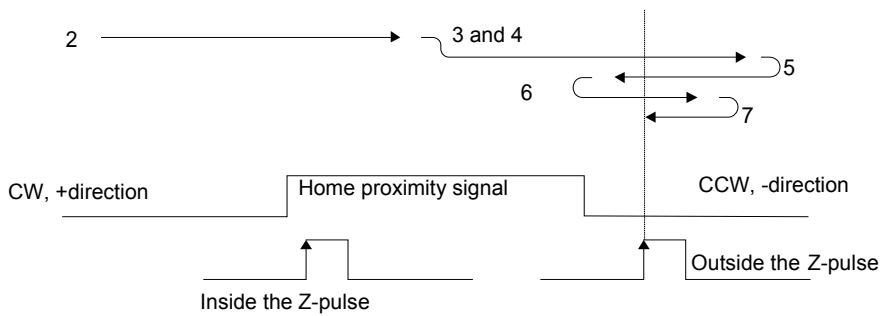 2
3 and 4
5
6
7
CW, +direction
Home proximity signal
CCW, -direction
Outside the Z-pulse
Inside the Z-pulse